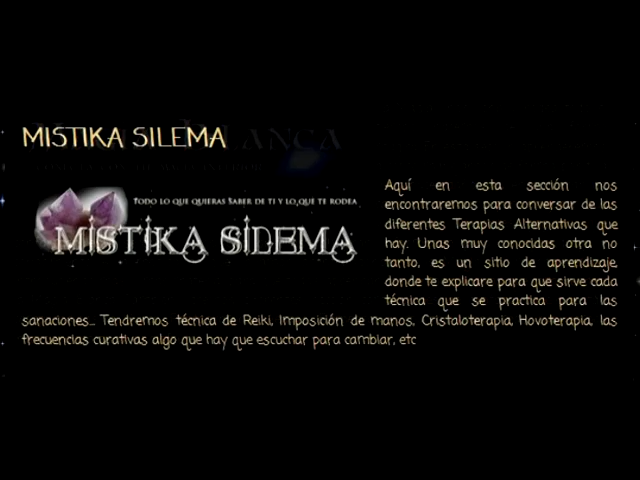 MISTIKA SILEMA
TODO LO QUE QUIERAS SABER DE TI Y LO QUE TE RODEA
MISTIKA SILEMA
Aquí en esta sección nos
encontraremos para conversar de las
diferentes Terapias Alternativas que
hay. Unas muy conocidas otra no
tanto, es un sitio de aprendizaje
donde te explicare para que sirve cada
técnica que se practica para las
sanaciones... Tendremos técnica de Reiki, Imposición de manos, Cristaloterapia, Hovoterapia, las
frecuencias curativas algo que hay que escuchar para cambiar, etc